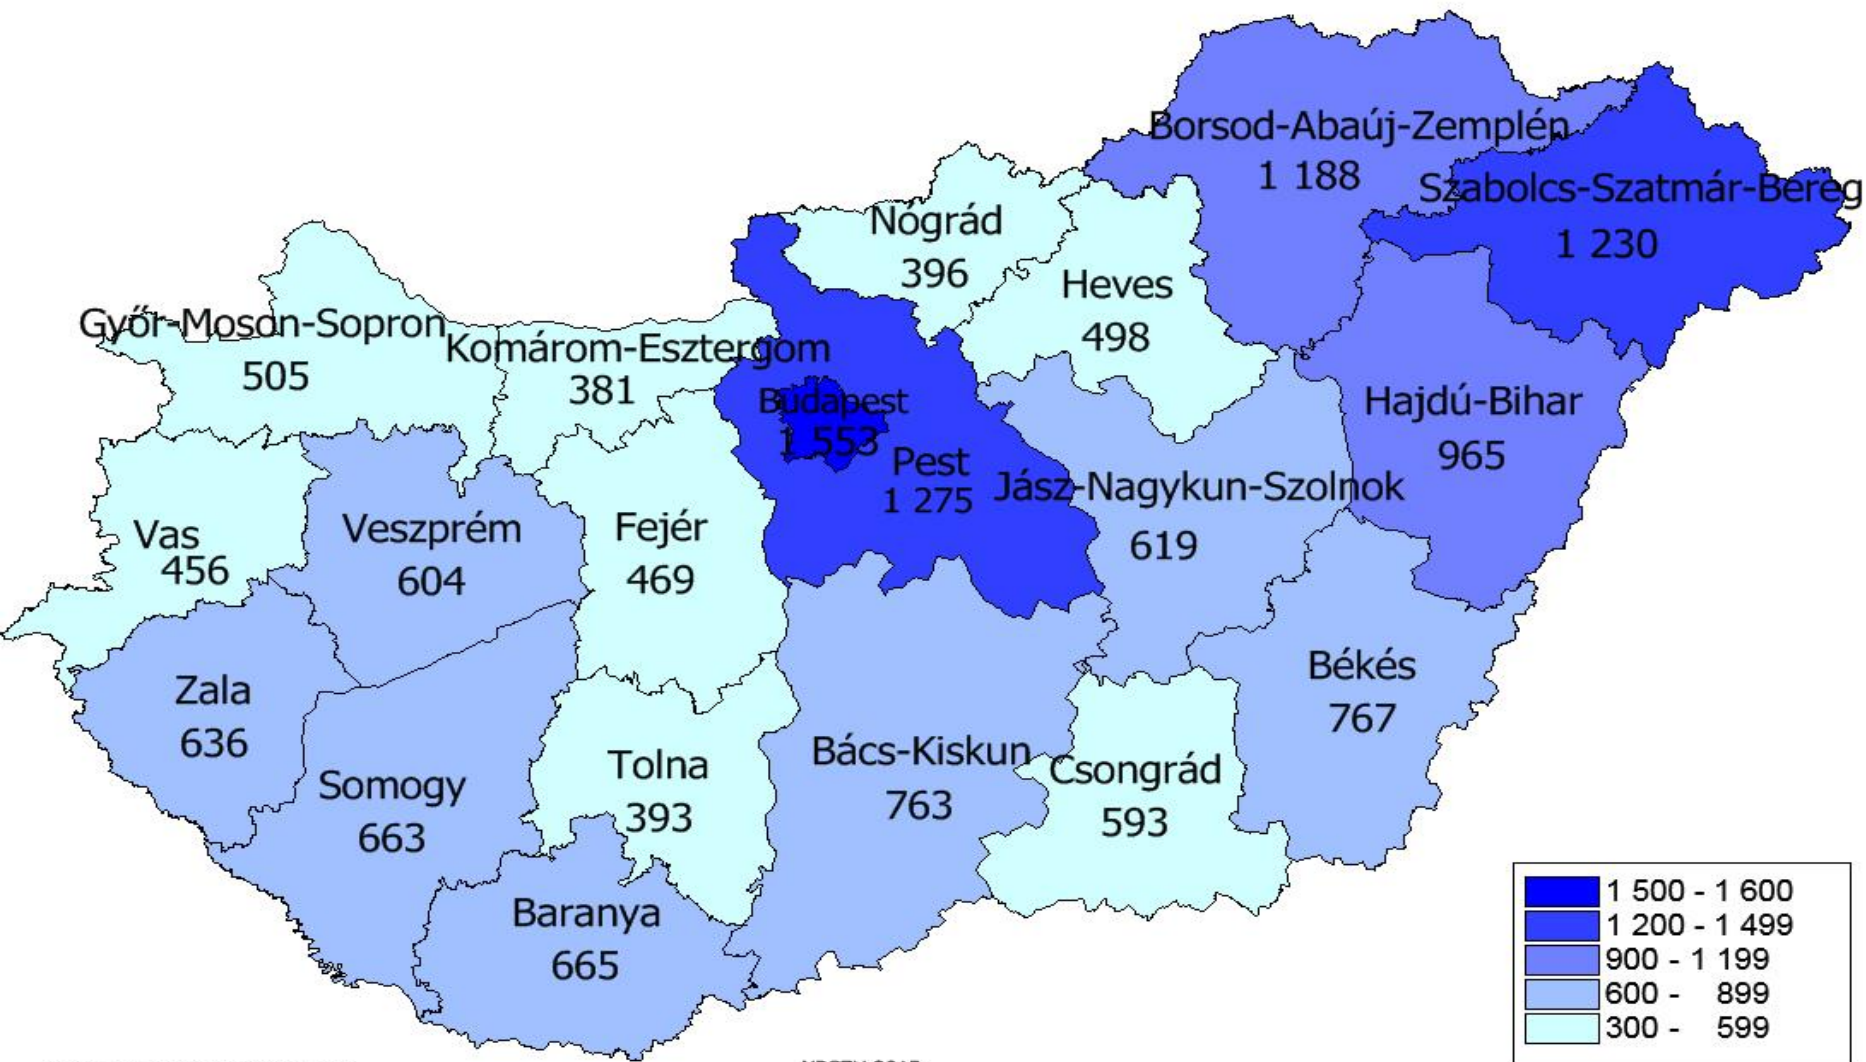 Borsod-Abaúj-Zemplén
1 188
Szabolcs-Szatmár-Bereg
1 230
Nógrád
396
Heves
498
Győr-Moson-Sopron
505
Komárom-Esztergom
381
Budapest
1 553
Pest
1 275
Hajdú-Bihar
965
Jász-Nagykun-Szolnok
619
Vas
456
Veszprém
604
Fejér
469
Zala
636
Somogy
663
Tolna
393
Bács-Kiskun
763
Csongrád
593
Békés
767
Baranya
665
1 500 - 1 600
1 200 - 1 499
900 - 1 199
600 - 899
300 - 599